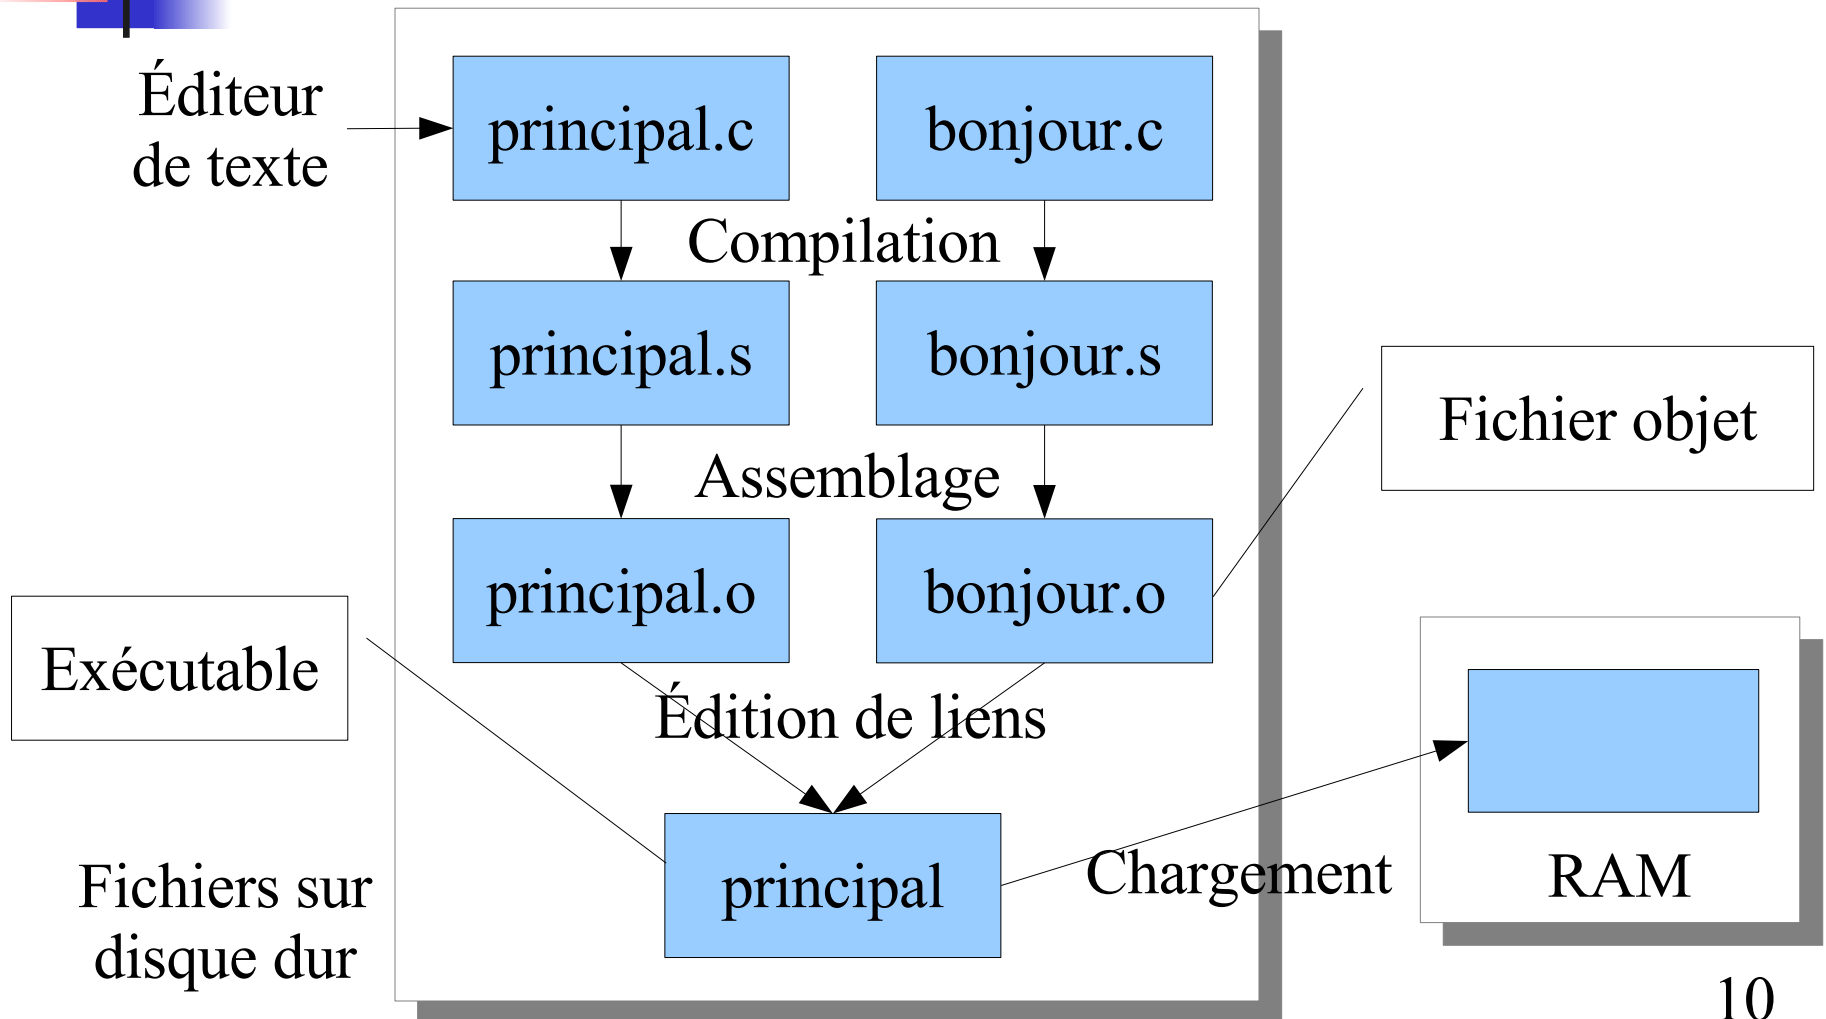 Éditeur
de texte
principal.c
bonjour.c
Compilation
principal.s
bonjour.s
Fichier objet
Assemblage
principal.o
bonjour.o
Exécutable
Édition de liens
principal
Chargement
RAM
Fichiers sur
disque dur
10